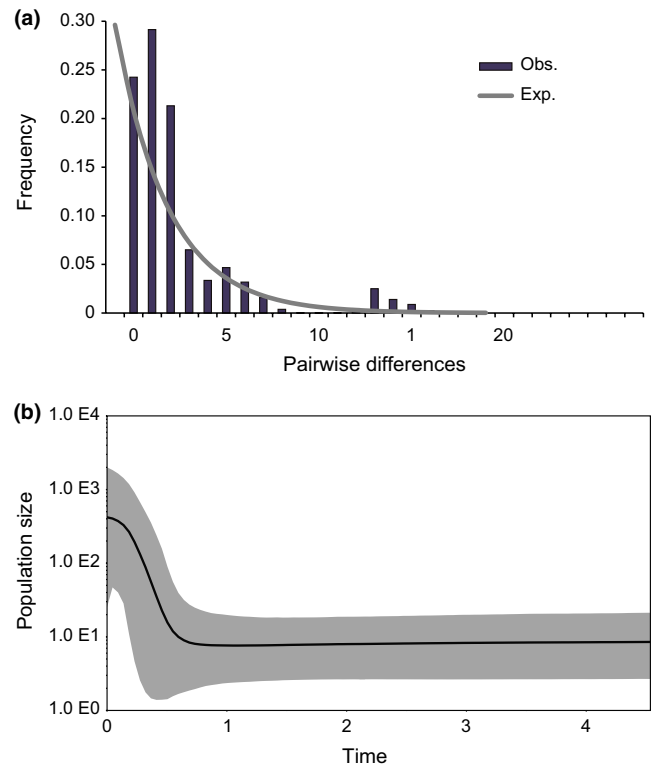 (a)
0.30
0.25
0.20
0.15
0.10
0.05
0
Frequency
Obs.
Exp.
0 5 10 1 20
Pairwise differences
(b)
1.0 E4
1.0 E3
1.0 E2
1.0 E1
1.0 E0
Population size
0 1 2 3 4
Time